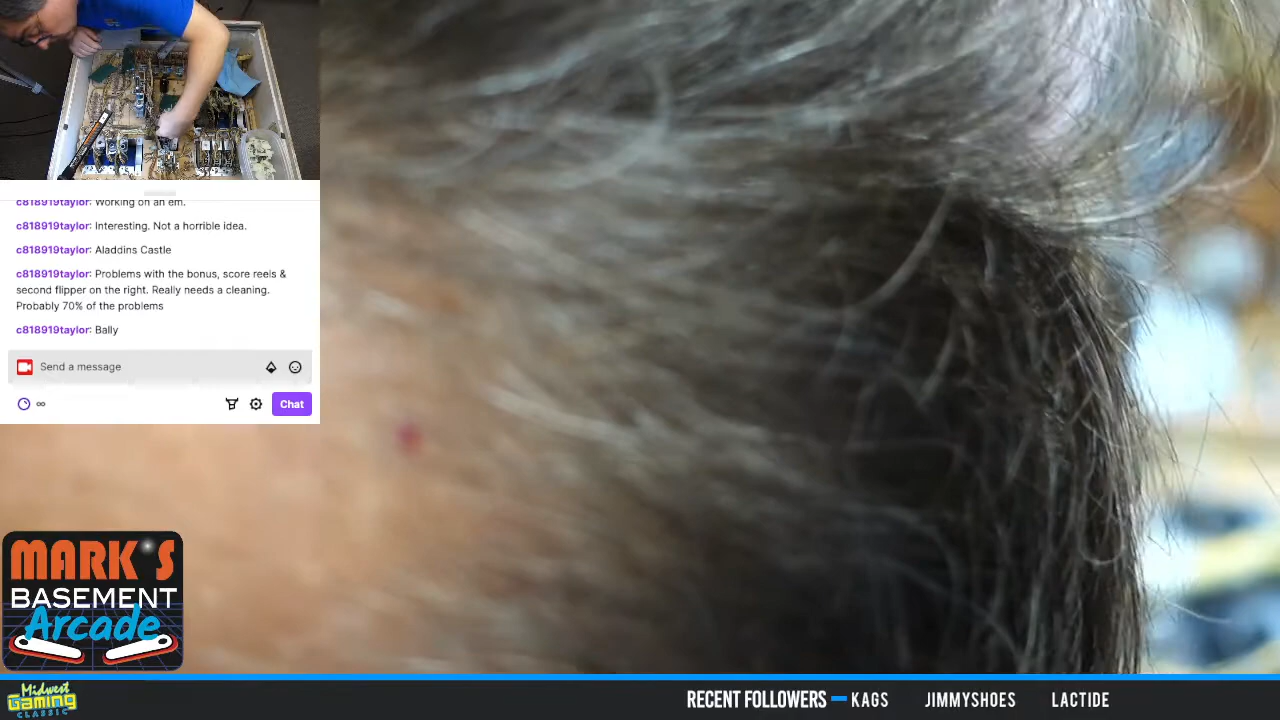 c818919taylor: Working on an em.
c818919taylor: Interesting. Not a horrible idea.
c818919taylor: Aladdins Castle
c818919taylor: Problems with the bonus, score reels &
second flipper on the right. Really needs a cleaning.
Probably 70% of the problems
c818919taylor: Bally
Send a message
∞
Chat
MARK'S
BASEMENT
Arcade
Midwest
Gaming
CLASSIC
RECENT FOLLOWERS — KAGS JIMMYSHOES LACTIDE